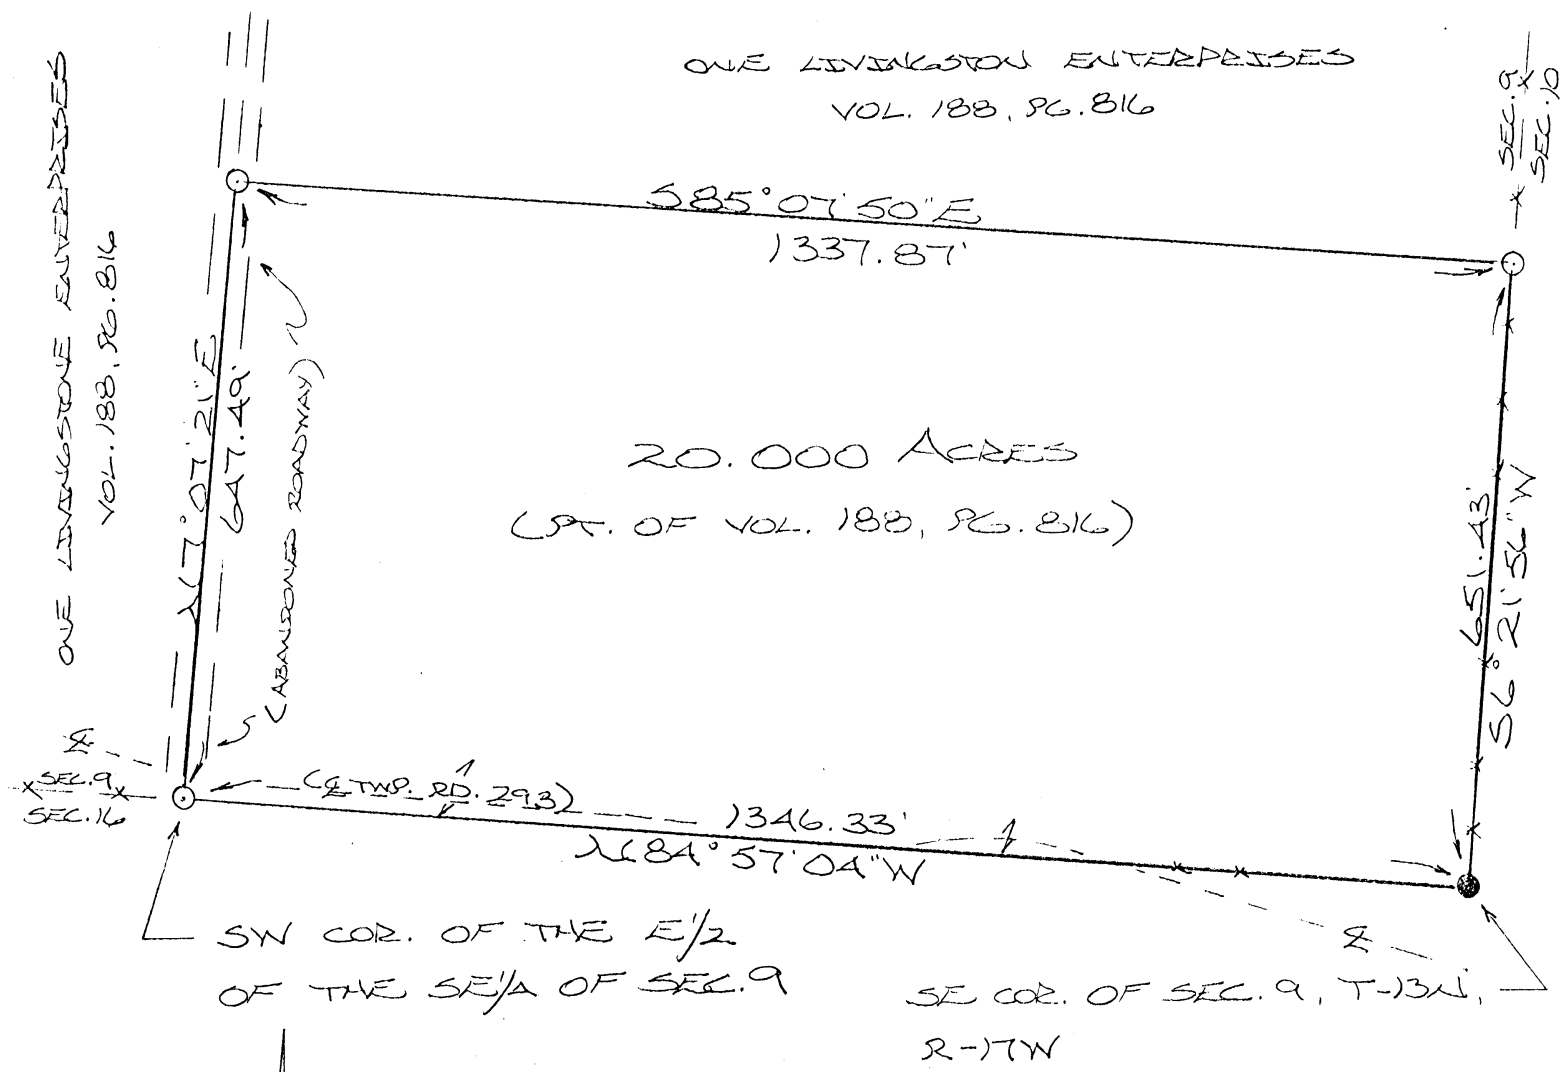 ONE LIVINGSTON ENTERPRISES
VOL. 188, PG. 816
SEC. 9
SEC. 10
ONE LIVINGSTONE ENTERPRISES
VOL. 188, PG. 816
S85°07'50"E
1337.87'
N7°07'21"E
647.49'
(ABANDONED ROADWAY)
20.000 ACRES
(PT. OF VOL. 188, PG. 816)
651.43'
S6°21'56"W
℄
SEC. 9
SEC. 16
(℄ TWP. RD. 293)
1346.33'
N84°57'04"W
SW COR. OF THE E1/2
OF THE SE1/4 OF SEC. 9
℄
SE COR. OF SEC. 9, T-13N,
R-17W